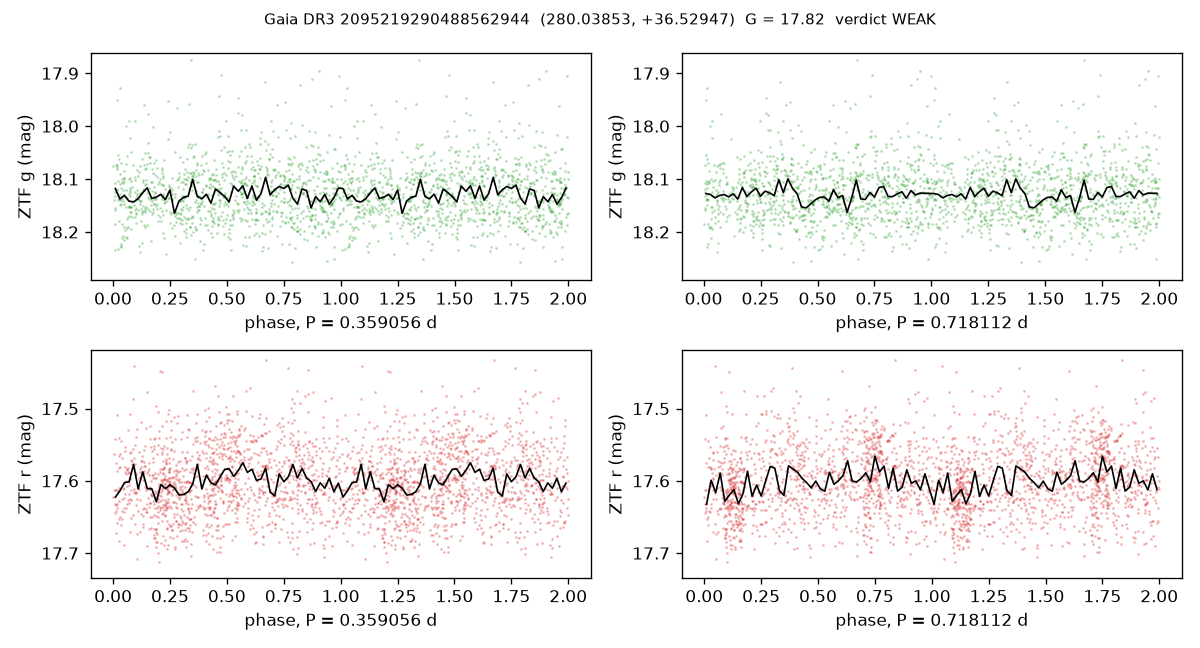 Gaia DR3 2095219290488562944 (280.03853, +36.52947) G = 17.82 verdict WEAK
ZTF g (mag)
17.9
18.0
18.1
18.2
0.00 0.25 0.50 0.75 1.00 1.25 1.50 1.75 2.00
phase, P = 0.359056 d
ZTF g (mag)
17.9
18.0
18.1
18.2
0.00 0.25 0.50 0.75 1.00 1.25 1.50 1.75 2.00
phase, P = 0.718112 d
ZTF r (mag)
17.5
17.6
17.7
0.00 0.25 0.50 0.75 1.00 1.25 1.50 1.75 2.00
phase, P = 0.359056 d
ZTF r (mag)
17.5
17.6
17.7
0.00 0.25 0.50 0.75 1.00 1.25 1.50 1.75 2.00
phase, P = 0.718112 d